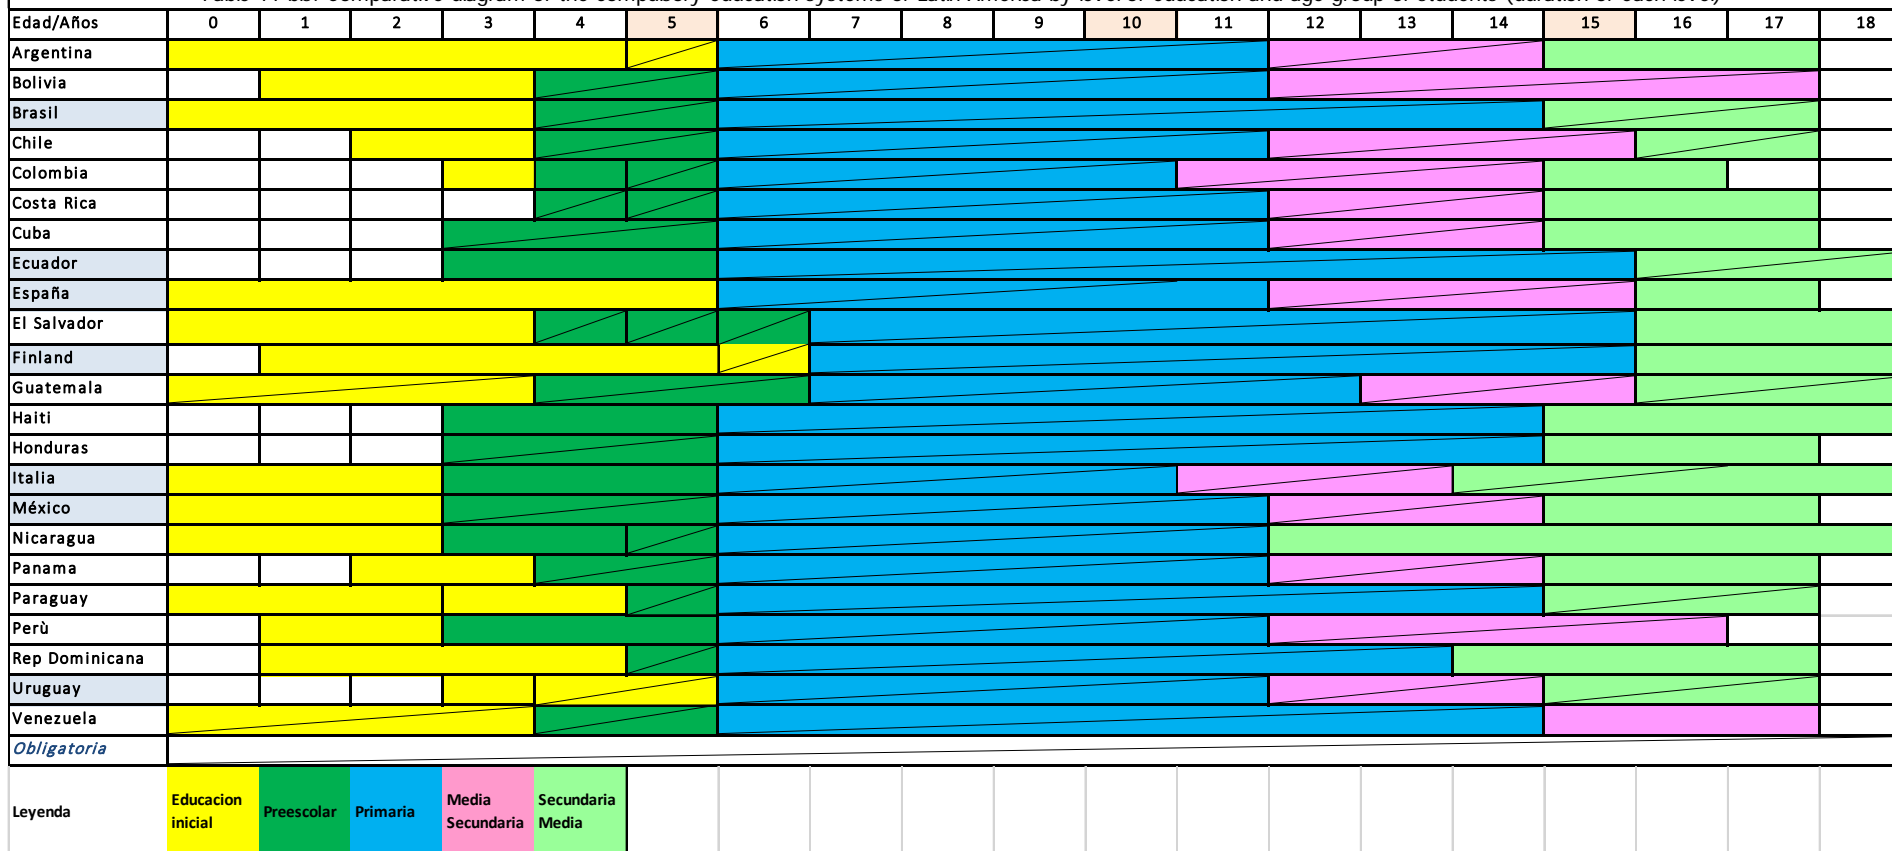 Edad/Años 0 1 2 3 4 5 6 7 8 9 10 11 12 13 14 15 16 17 18
Argentina
Bolivia
Brasil
Chile
Colombia
Costa Rica
Cuba
Ecuador
España
El Salvador
Finland
Guatemala
Haiti
Honduras
Italia
México
Nicaragua
Panama
Paraguay
Perù
Rep Dominicana
Uruguay
Venezuela
Obligatoria
Leyenda
Educacion
inicial
Preescolar
Primaria
Media
Secundaria
Secundaria
Media